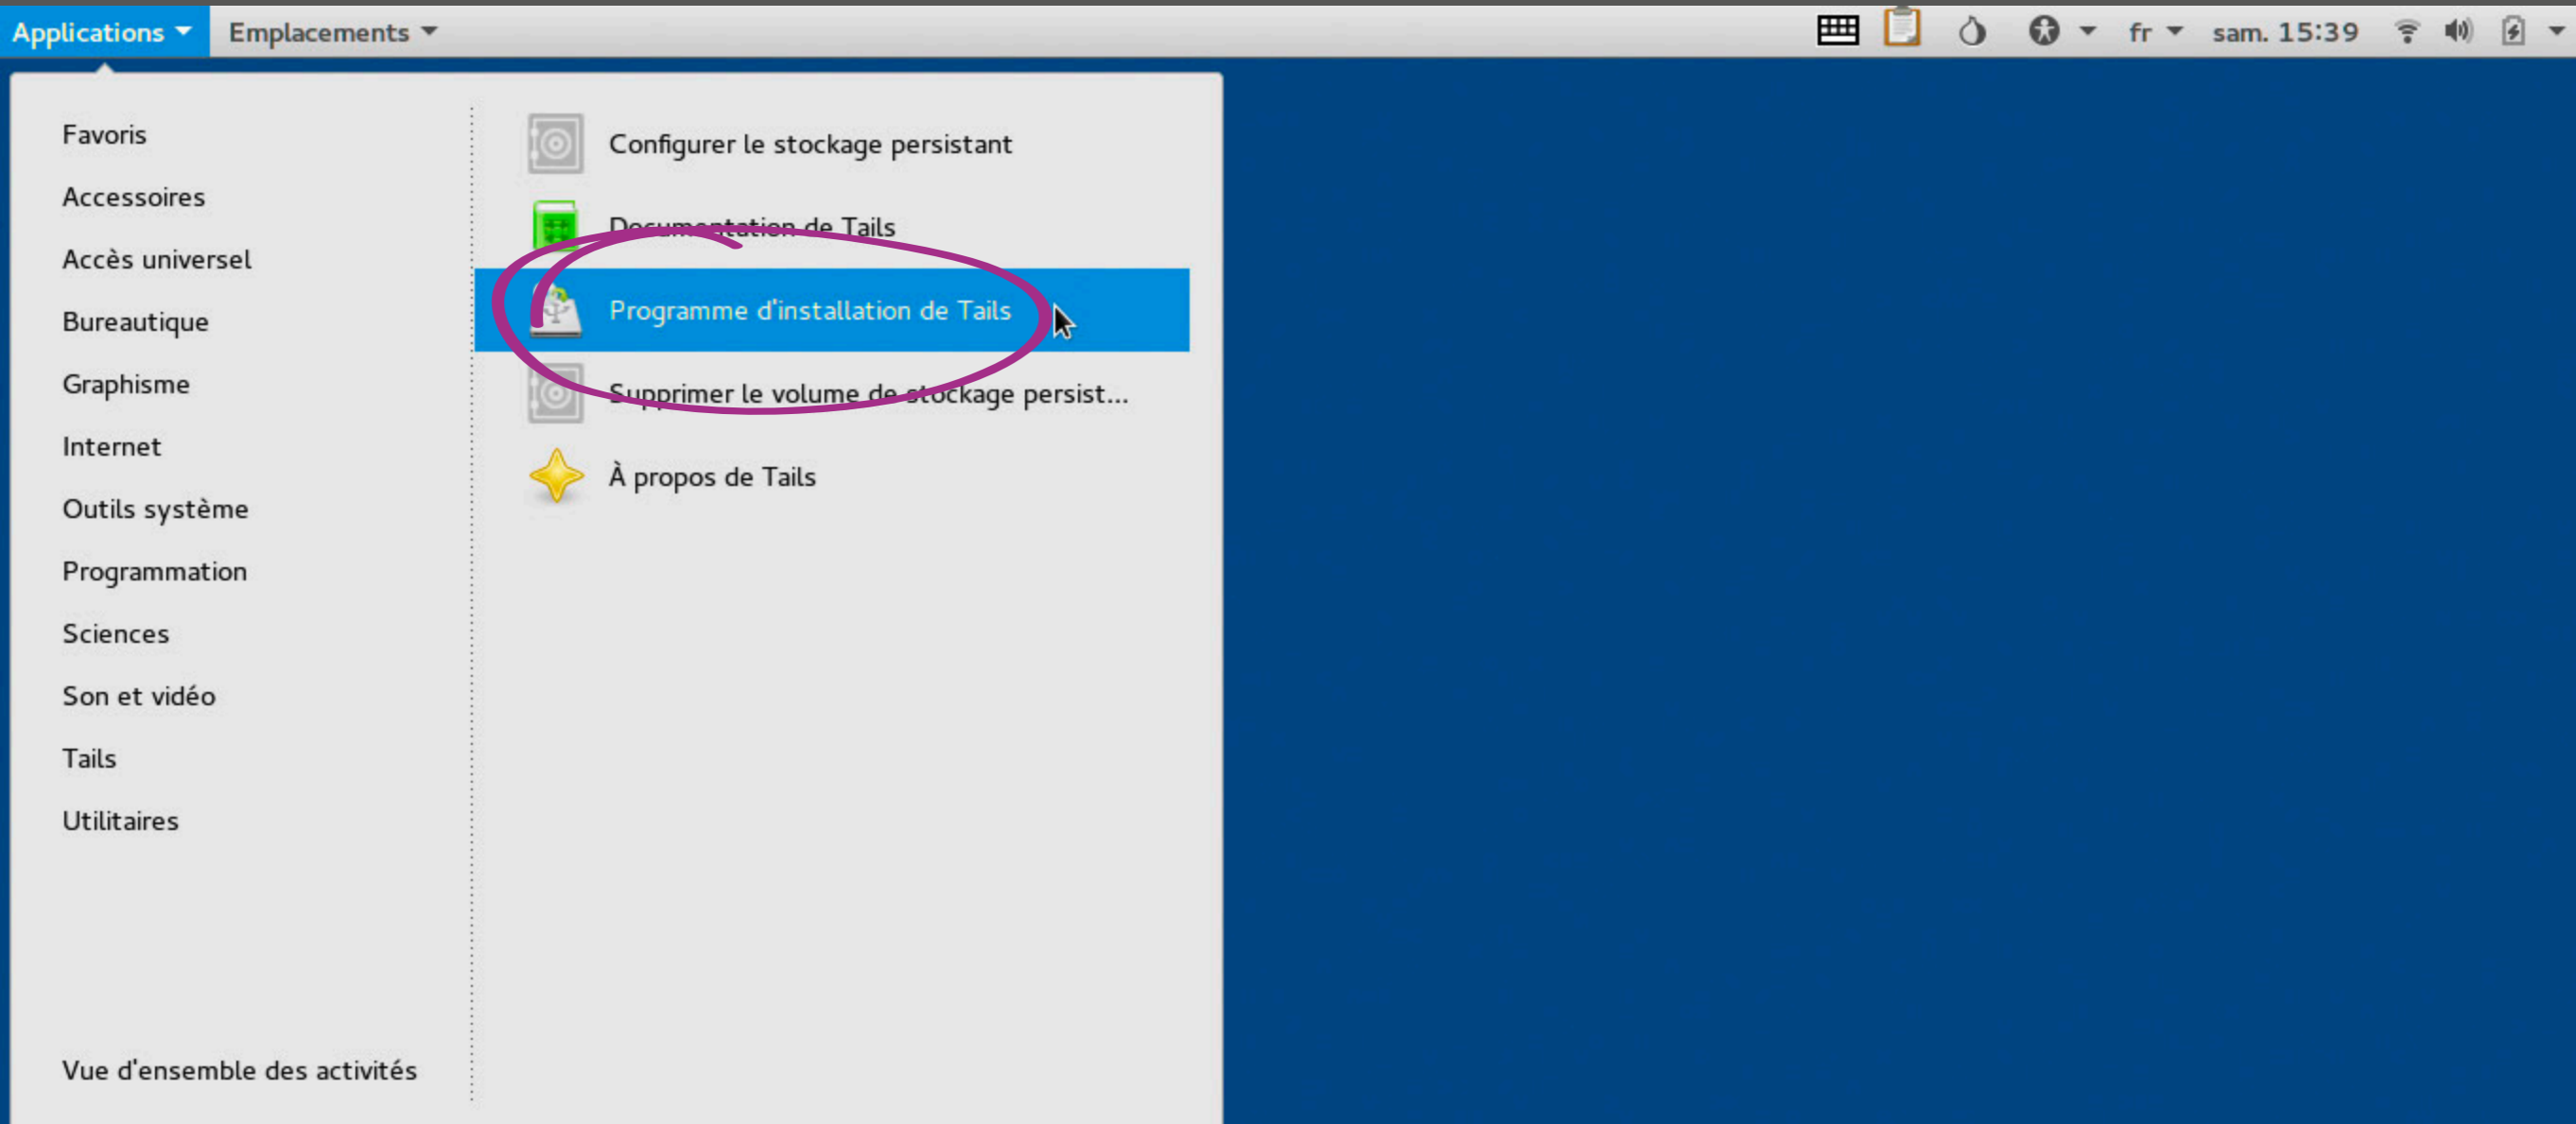 Applications Emplacements fr sam. 15:39
Favoris
Accessoires
Accès universel
Bureautique
Graphisme
Internet
Outils système
Programmation
Sciences
Son et vidéo
Tails
Utilitaires
Vue d'ensemble des activités
Configurer le stockage persistant
Documentation de Tails
Programme d'installation de Tails
Supprimer le volume de stockage persist...
À propos de Tails